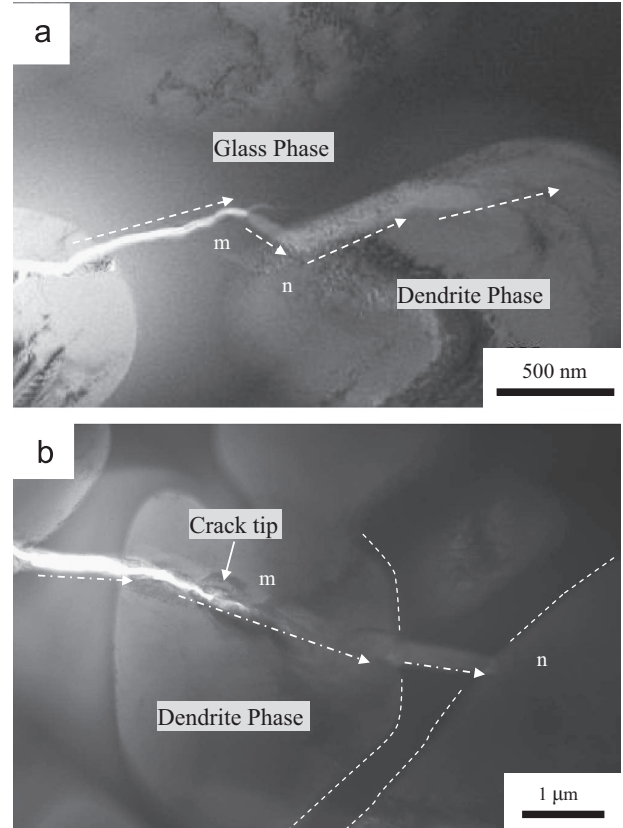 a
Glass Phase
m
n
Dendrite Phase
500 nm
b
Crack tip
m
n
Dendrite Phase
1 μm